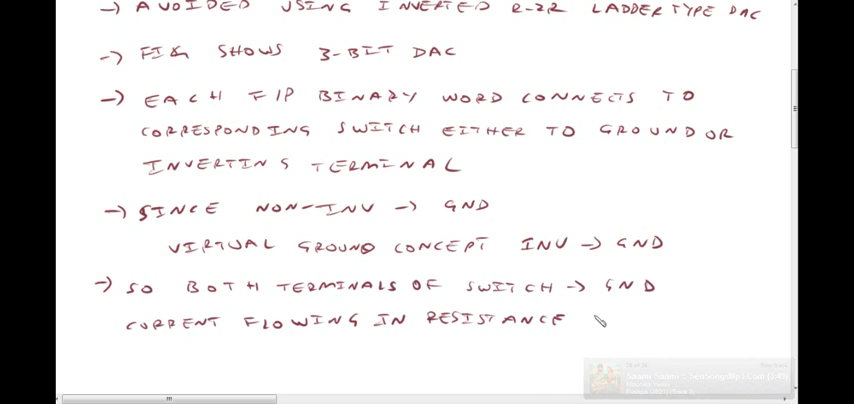 -> AVOIDED USING INVERTED R-2R LADDER TYPE DAC
-> FIG SHOWS 3-BIT DAC
-> EACH I/P BINARY WORD CONNECTS TO
CORRESPONDING SWITCH EITHER TO GROUND OR
INVERTING TERMINAL
-> SINCE NON-INV -> GND
VIRTUAL GROUND CONCEPT INV -> GND
-> SO BOTH TERMINALS OF SWITCH -> GND
CURRENT FLOWING IN RESISTANCE